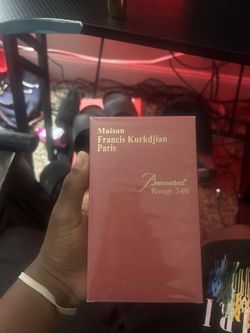 Maison
Francis Kurkdjian
Paris
Baccarat
Rouge 540